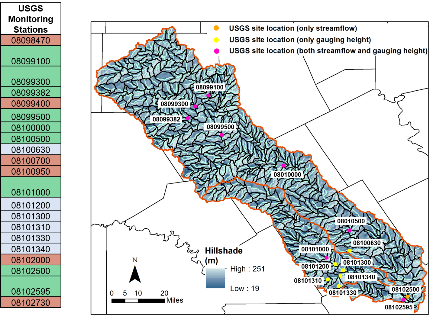 USGS
Monitoring
Stations
08098470
08099100
08099300
08099382
08099400
08099500
08100000
08100500
08100630
08100700
08100950
08101000
08101200
08101300
08101310
08101330
08101340
08102000
08102500
08102595
08102730
USGS site location (only streamflow)
USGS site location (only gauging height)
USGS site location (both streamflow and gauging height)
08099100
08099300
08099382
08099500
08010000
08010500
08100630
08101000
08101200
08101300
08101310
08101340
08101330
08102500
08102595
Hillshade
(m)
High : 251
Low : 19
N
0 5 10 20
Miles